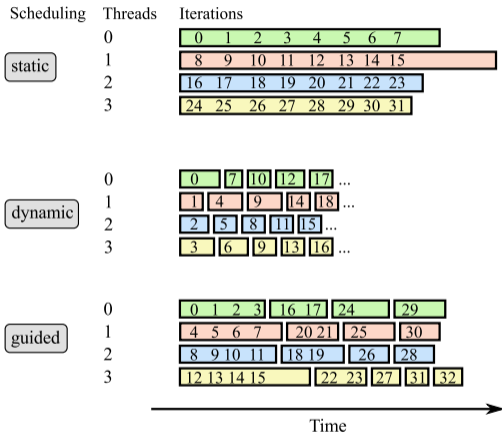 Scheduling Threads Iterations
static
0 0 1 2 3 4 5 6 7
1 8 9 10 11 12 13 14 15
2 16 17 18 19 20 21 22 23
3 24 25 26 27 28 29 30 31
dynamic
0 0 7 10 12 17 ...
1 1 4 9 14 18 ...
2 2 5 8 11 15 ...
3 3 6 9 13 16 ...
guided
0 0 1 2 3 16 17 24 29
1 4 5 6 7 20 21 25 30
2 8 9 10 11 18 19 26 28
3 12 13 14 15 22 23 27 31 32
Time